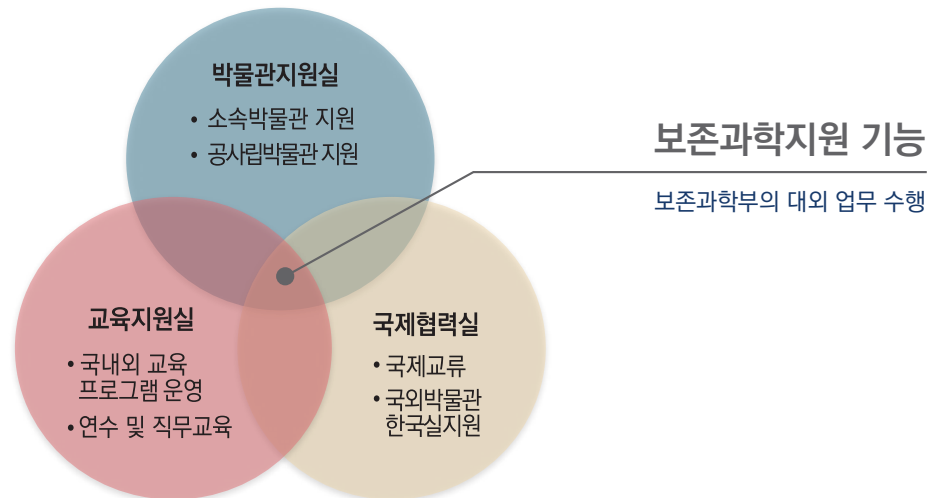 박물관지원실
• 소속박물관 지원
• 공사립박물관 지원
보존과학지원 기능
보존과학부의 대외 업무 수행
교육지원실
• 국내외 교육
프로그램 운영
• 연수 및 직무교육
국제협력실
• 국제교류
• 국외박물관
한국실지원